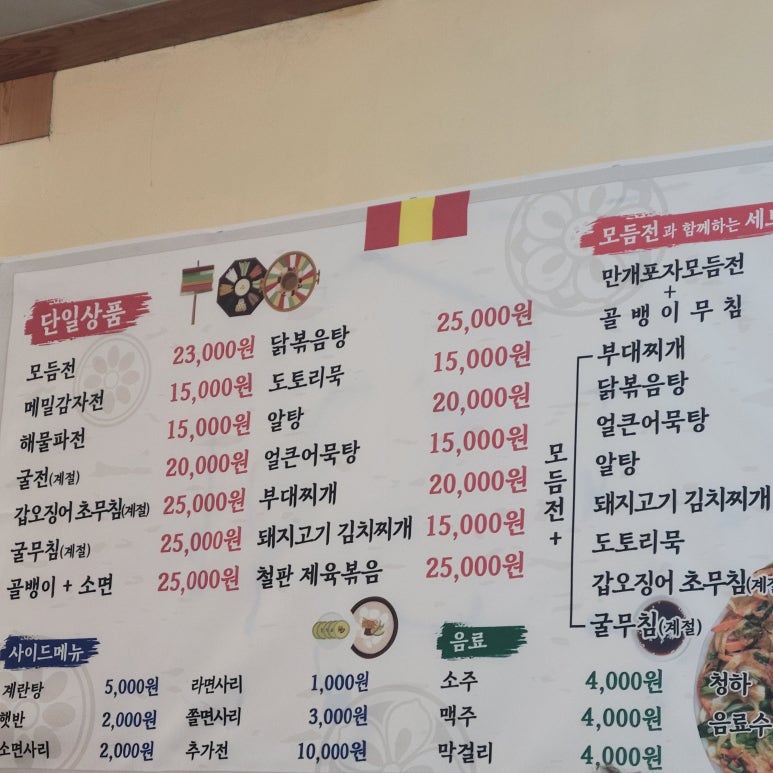 단일상품
모듬전 23,000원 닭볶음탕 25,000원
메밀감자전 15,000원 도토리묵 15,000원
해물파전 15,000원 알탕 20,000원
굴전(계절) 20,000원 얼큰어묵탕 15,000원
갑오징어 초무침(계절) 25,000원 부대찌개 20,000원
굴무침(계절) 25,000원 돼지고기 김치찌개 15,000원
골뱅이 + 소면 25,000원 철판 제육볶음 25,000원
모듬전과 함께하는
만개포자모듬전
+
골뱅이무침
모듬전+
부대찌개
닭볶음탕
얼큰어묵탕
알탕
돼지고기 김치찌개
도토리묵
갑오징어 초무침(계절
굴무침(계절)
사이드메뉴
계란탕 5,000원 라면사리 1,000원
햇반 2,000원 쫄면사리 3,000원
소면사리 2,000원 추가전 10,000원
음료
소주 4,000원 청하
맥주 4,000원 음료수
막걸리 4,000원